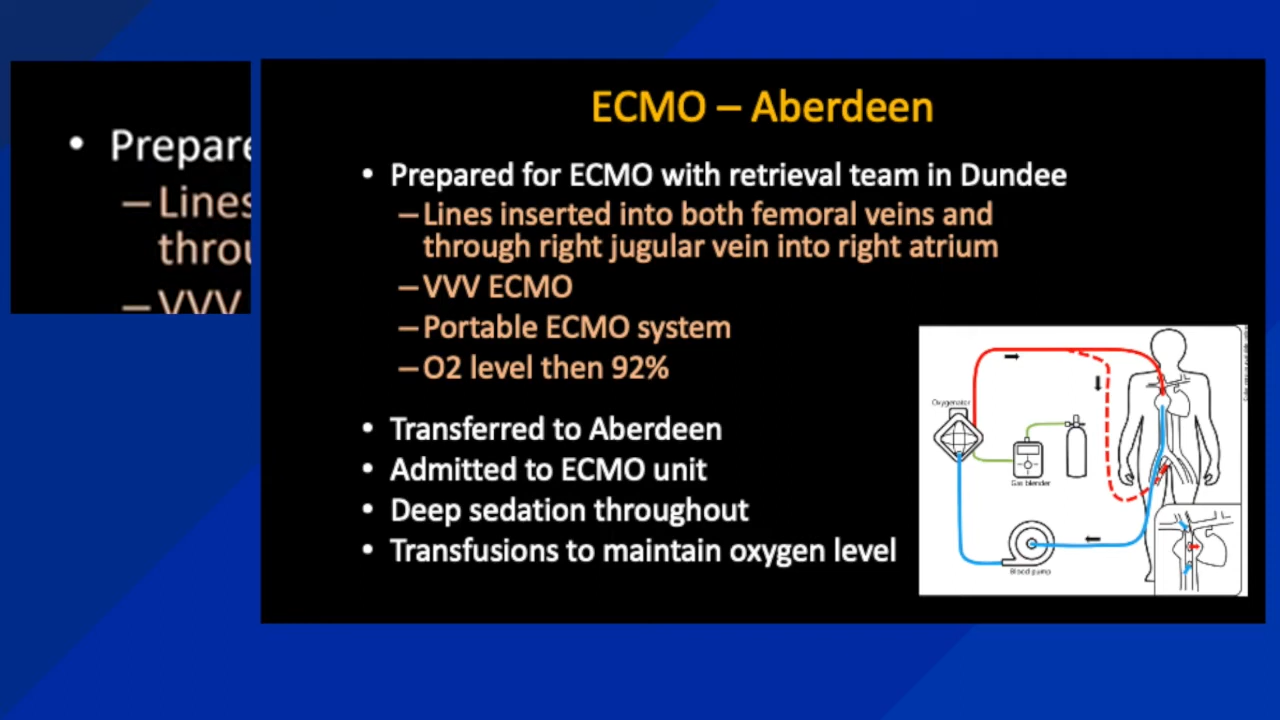 • Prepare
–Lines
throu
–VVV
ECMO – Aberdeen
• Prepared for ECMO with retrieval team in Dundee
–Lines inserted into both femoral veins and
through right jugular vein into right atrium
–VVV ECMO
–Portable ECMO system
–O2 level then 92%
• Transferred to Aberdeen
• Admitted to ECMO unit
• Deep sedation throughout
• Transfusions to maintain oxygen level
Oxygenator
Gas blender
Blood pump